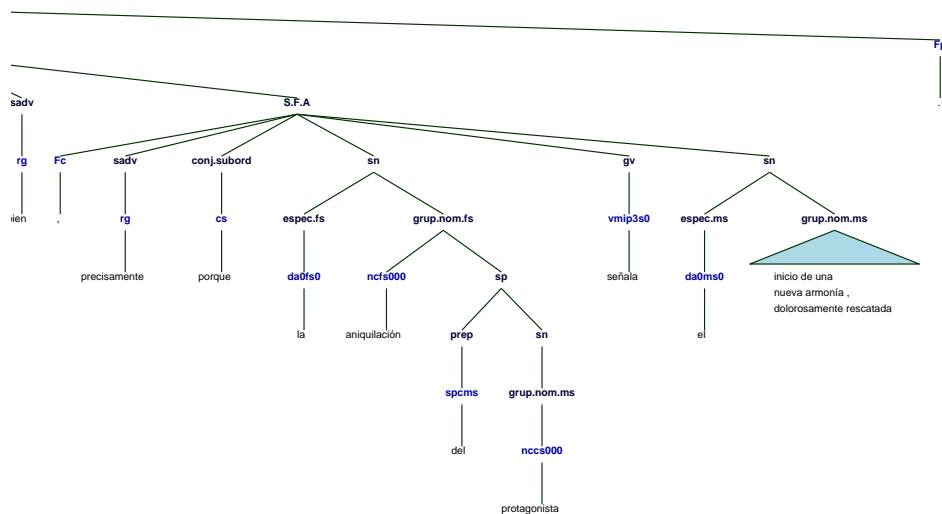 sadv S.F.A
rg Fc sadv conj.subord sn gv sn
, rg cs espec.fs grup.nom.fs vmip3s0 espec.ms grup.nom.ms
precisamente porque da0fs0 ncfs000 sp señala da0ms0 inicio de una
nueva armonía ,
dolorosamente rescatada
la aniquilación prep sn el
spcms grup.nom.ms
del nccs000
protagonista